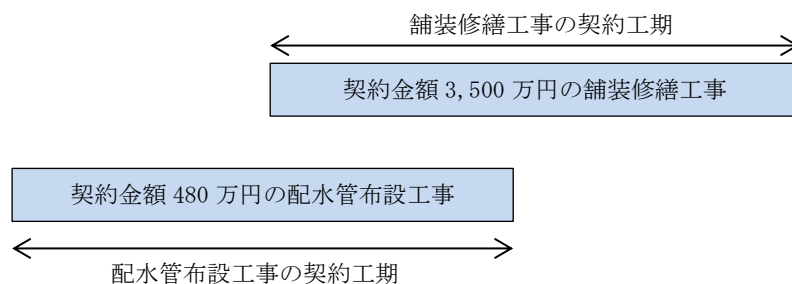 舗装修繕工事の契約工期
契約金額 3,500 万円の舗装修繕工事
契約金額 480 万円の配水管布設工事
配水管布設工事の契約工期